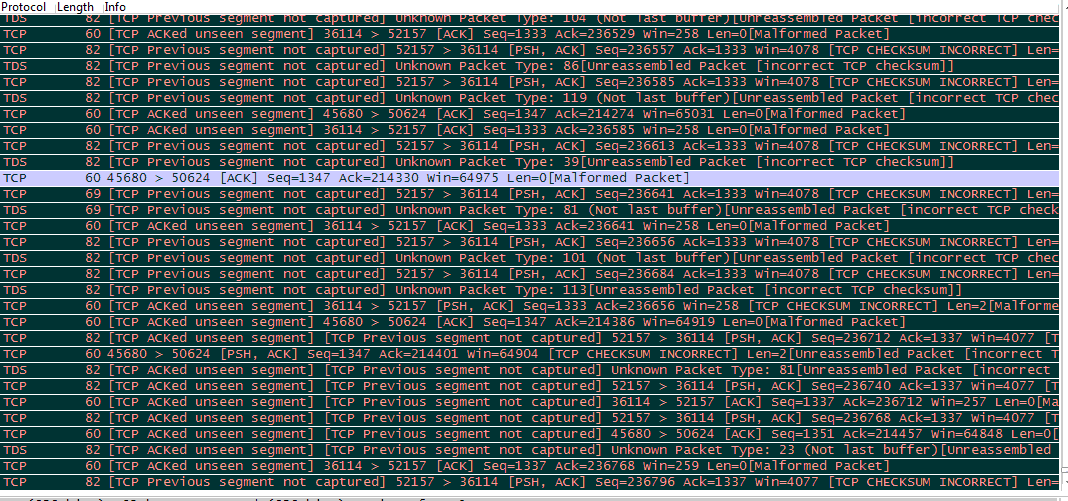 Protocol Length Info
TDS 82 [TCP Previous segment not captured] Unknown Packet Type: 104 (Not last buffer)[Unreassembled Packet [incorrect TCP chec
TCP 60 [TCP ACKed unseen segment] 36114 > 52157 [ACK] Seq=1333 Ack=236529 Win=258 Len=0[Malformed Packet]
TCP 82 [TCP Previous segment not captured] 52157 > 36114 [PSH, ACK] Seq=236557 Ack=1333 Win=4078 [TCP CHECKSUM INCORRECT] Len=
TDS 82 [TCP Previous segment not captured] Unknown Packet Type: 86[Unreassembled Packet [incorrect TCP checksum]]
TCP 82 [TCP Previous segment not captured] 52157 > 36114 [PSH, ACK] Seq=236585 Ack=1333 Win=4078 [TCP CHECKSUM INCORRECT] Len=
TDS 82 [TCP Previous segment not captured] Unknown Packet Type: 119 (Not last buffer)[Unreassembled Packet [incorrect TCP chec
TCP 60 [TCP ACKed unseen segment] 45680 > 50624 [ACK] Seq=1347 Ack=214274 Win=65031 Len=0[Malformed Packet]
TCP 60 [TCP ACKed unseen segment] 36114 > 52157 [ACK] Seq=1333 Ack=236585 Win=258 Len=0[Malformed Packet]
TCP 82 [TCP Previous segment not captured] 52157 > 36114 [PSH, ACK] Seq=236613 Ack=1333 Win=4078 [TCP CHECKSUM INCORRECT] Len=
TDS 82 [TCP Previous segment not captured] Unknown Packet Type: 39[Unreassembled Packet [incorrect TCP checksum]]
TCP 60 45680 > 50624 [ACK] Seq=1347 Ack=214330 Win=64975 Len=0[Malformed Packet]
TCP 69 [TCP Previous segment not captured] 52157 > 36114 [PSH, ACK] Seq=236641 Ack=1333 Win=4078 [TCP CHECKSUM INCORRECT] Len=
TDS 69 [TCP Previous segment not captured] Unknown Packet Type: 81 (Not last buffer)[Unreassembled Packet [incorrect TCP check
TCP 60 [TCP ACKed unseen segment] 36114 > 52157 [ACK] Seq=1333 Ack=236641 Win=258 Len=0[Malformed Packet]
TCP 82 [TCP Previous segment not captured] 52157 > 36114 [PSH, ACK] Seq=236656 Ack=1333 Win=4078 [TCP CHECKSUM INCORRECT] Len=
TDS 82 [TCP Previous segment not captured] Unknown Packet Type: 101 (Not last buffer)[Unreassembled Packet [incorrect TCP chec
TCP 82 [TCP Previous segment not captured] 52157 > 36114 [PSH, ACK] Seq=236684 Ack=1333 Win=4078 [TCP CHECKSUM INCORRECT] Len=
TDS 82 [TCP Previous segment not captured] Unknown Packet Type: 113[Unreassembled Packet [incorrect TCP checksum]]
TCP 60 [TCP ACKed unseen segment] 36114 > 52157 [PSH, ACK] Seq=1333 Ack=236656 Win=258 [TCP CHECKSUM INCORRECT] Len=2[Malforme
TCP 60 [TCP ACKed unseen segment] 45680 > 50624 [ACK] Seq=1347 Ack=214386 Win=64919 Len=0[Malformed Packet]
TCP 82 [TCP ACKed unseen segment] [TCP Previous segment not captured] 52157 > 36114 [PSH, ACK] Seq=236712 Ack=1337 Win=4077 [T
TCP 60 45680 > 50624 [PSH, ACK] Seq=1347 Ack=214401 Win=64904 [TCP CHECKSUM INCORRECT] Len=2[Unreassembled Packet [incorrect T
TDS 82 [TCP ACKed unseen segment] [TCP Previous segment not captured] Unknown Packet Type: 81[Unreassembled Packet [incorrect
TCP 82 [TCP ACKed unseen segment] [TCP Previous segment not captured] 52157 > 36114 [PSH, ACK] Seq=236740 Ack=1337 Win=4077 [T
TCP 60 [TCP ACKed unseen segment] [TCP Previous segment not captured] 36114 > 52157 [ACK] Seq=1337 Ack=236712 Win=257 Len=0[Ma
TCP 82 [TCP ACKed unseen segment] [TCP Previous segment not captured] 52157 > 36114 [PSH, ACK] Seq=236768 Ack=1337 Win=4077 [T
TCP 60 [TCP ACKed unseen segment] [TCP Previous segment not captured] 45680 > 50624 [ACK] Seq=1351 Ack=214457 Win=64848 Len=0[
TDS 82 [TCP ACKed unseen segment] [TCP Previous segment not captured] Unknown Packet Type: 23 (Not last buffer)[Unreassembled
TCP 60 [TCP ACKed unseen segment] 36114 > 52157 [ACK] Seq=1337 Ack=236768 Win=259 Len=0[Malformed Packet]
TCP 82 [TCP ACKed unseen segment] [TCP Previous segment not captured] 52157 > 36114 [PSH, ACK] Seq=236796 Ack=1337 Win=4077 [T